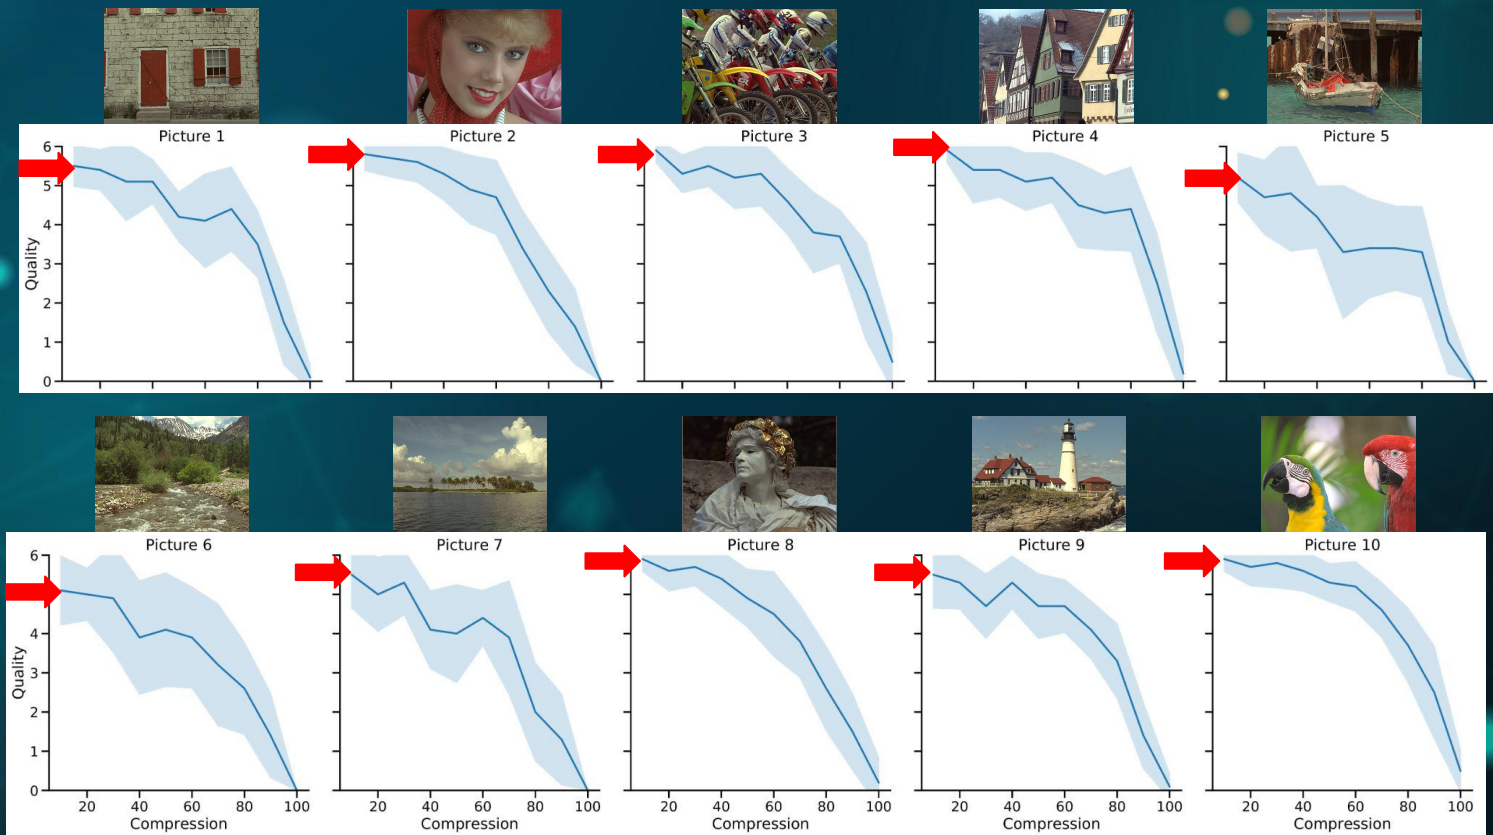 Picture 1
Picture 2
Picture 3
Picture 4
Picture 5
Quality
6
5
4
3
2
1
0
Picture 6
Picture 7
Picture 8
Picture 9
Picture 10
Quality
6
4
3
2
1
0
20 40 60 80 100
20 40 60 80 100
20 40 60 80 100
20 40 60 80 100
20 40 60 80 100
Compression
Compression
Compression
Compression
Compression